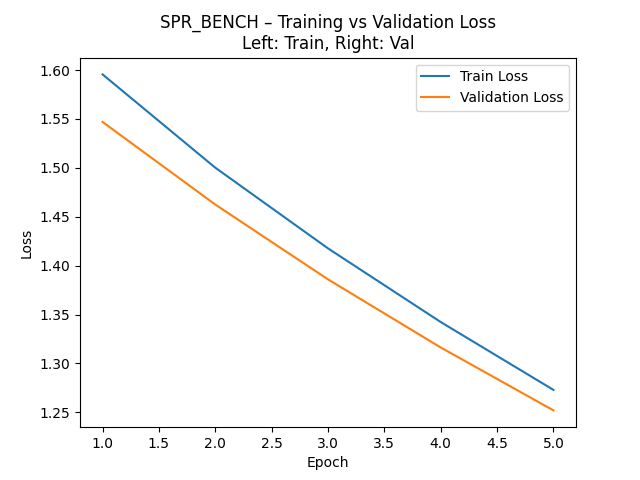 SPR_BENCH – Training vs Validation Loss
Left: Train, Right: Val
Train Loss
Validation Loss
1.60
1.55
1.50
1.45
1.40
1.35
1.30
1.25
Loss
1.0 1.5 2.0 2.5 3.0 3.5 4.0 4.5 5.0
Epoch